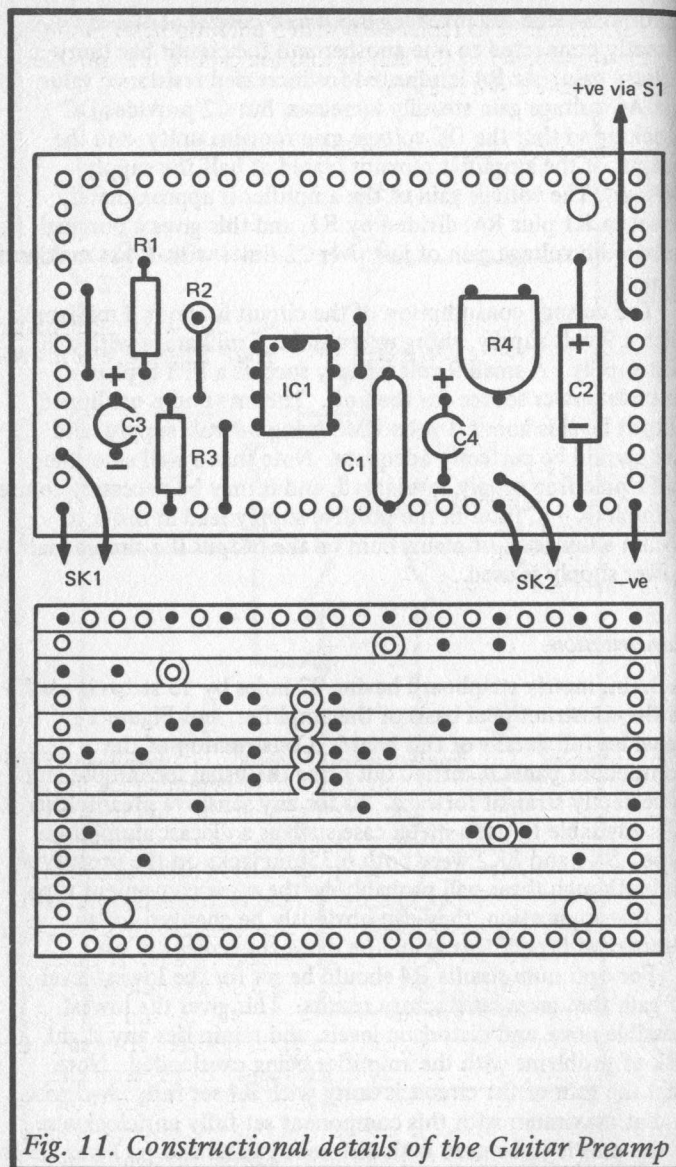 +ve via S1
R1
R2
R4
+
IC1
+
+
C3
C2
C4
−
R3
C1
SK1
SK2
−ve
Fig. 11. Constructional details of the Guitar Preamp